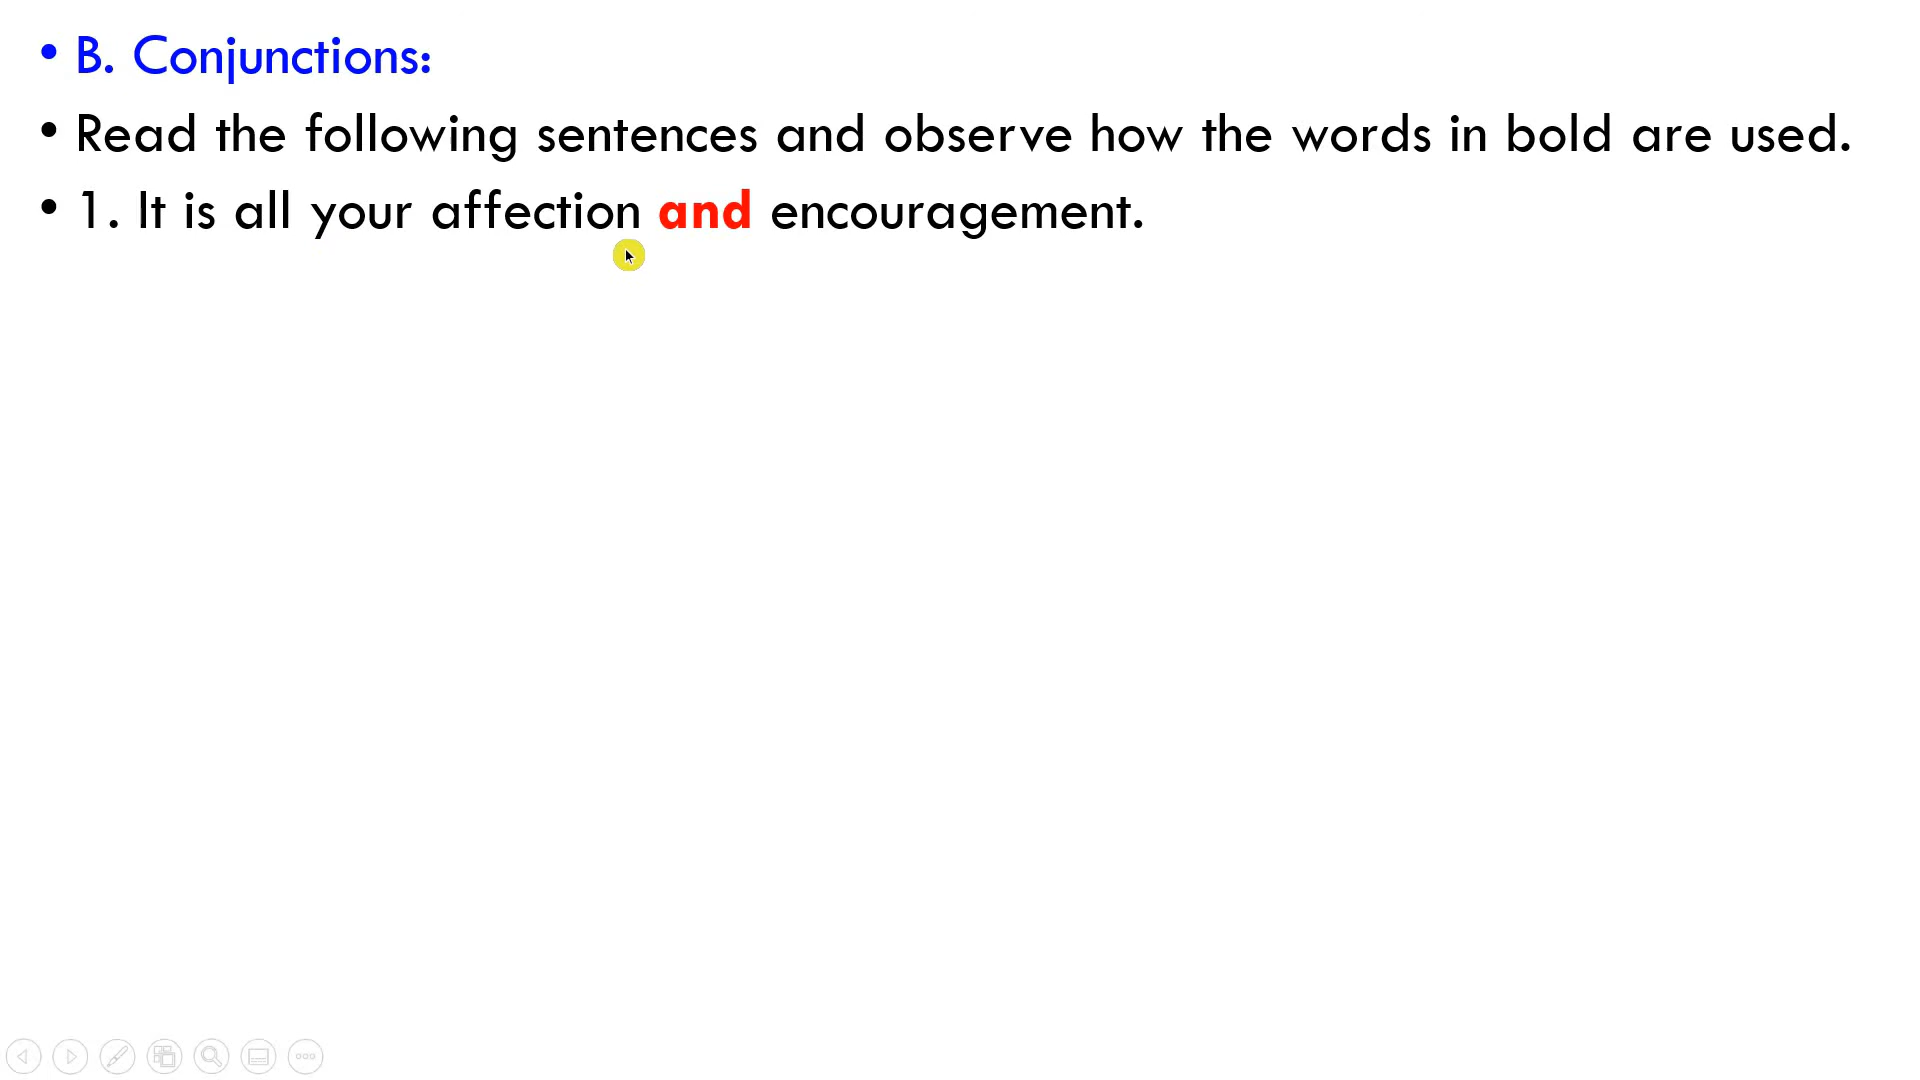 • B. Conjunctions:
• Read the following sentences and observe how the words in bold are used.
• 1. It is all your affection and encouragement.